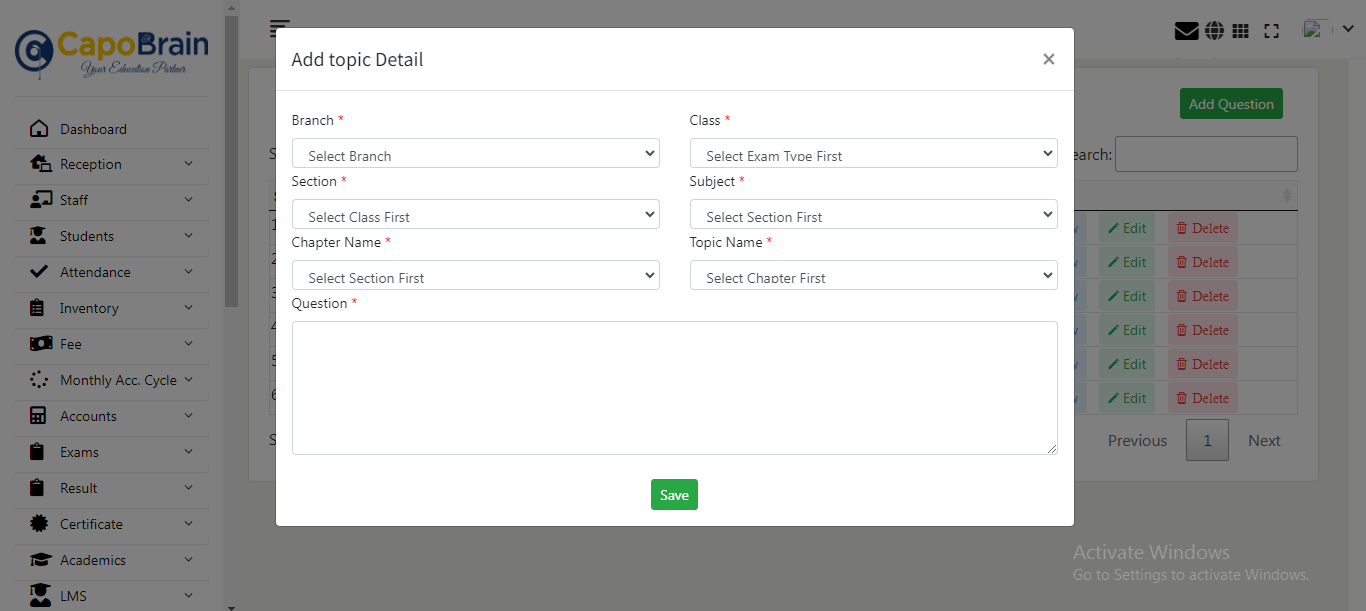 CapoBrain
Your Education Partner
Dashboard
Reception
Staff
Students
Attendance
Inventory
Fee
Monthly Acc. Cycle
Accounts
Exams
Result
Certificate
Academics
LMS
Add topic Detail
×
Branch *
Class *
Select Branch
Select Exam Type First
Section *
Subject *
Select Class First
Select Section First
Chapter Name *
Topic Name *
Select Section First
Select Chapter First
Question *
Save
Add Question
earch:
Edit Delete
Edit Delete
Edit Delete
Edit Delete
Edit Delete
Edit Delete
Previous 1 Next
Activate Windows
Go to Settings to activate Windows.